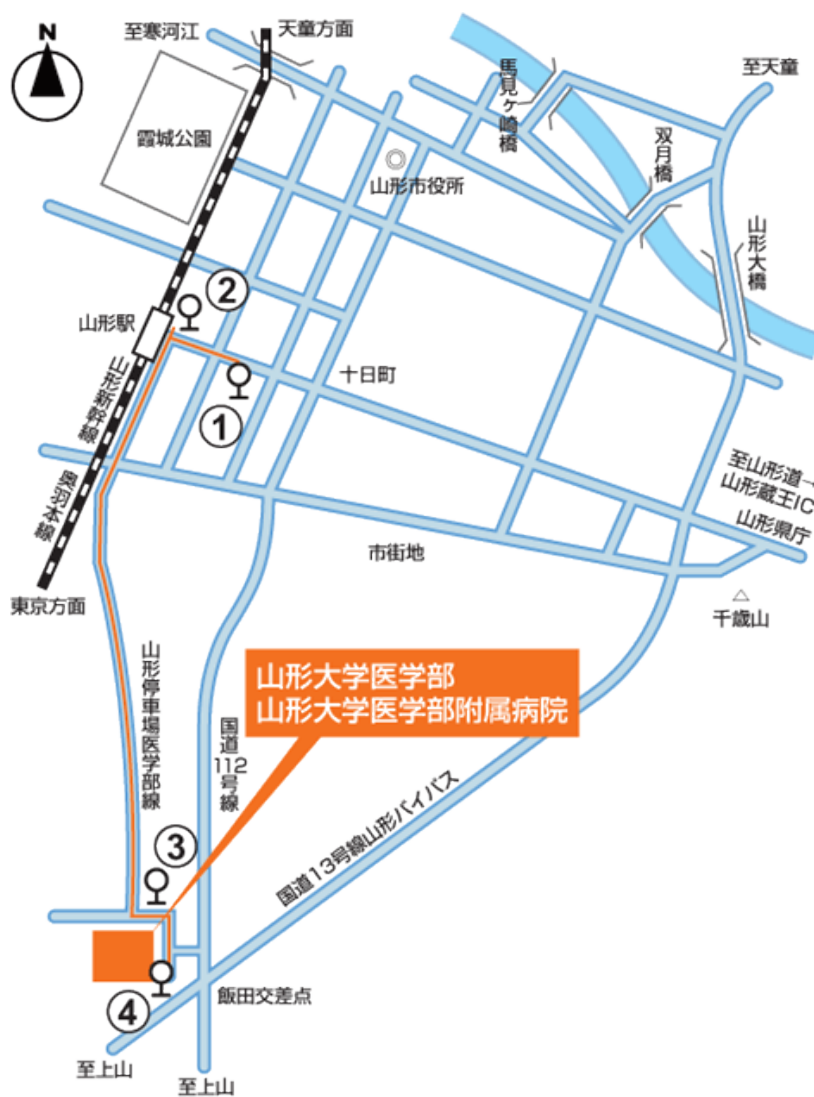 N
至寒河江
天童方面
馬見ヶ崎橋
至天童
霞城公園
双月橋
山形市役所
山形大橋
②
山形駅
山形新幹線
十日町
①
奥羽本線
至山形道→
山形蔵王IC
山形県庁
市街地
東京方面
千歳山
山形停車場医学部線
山形大学医学部
山形大学医学部附属病院
国道112号線
国道13号線山形バイパス
③
④
飯田交差点
至上山
至上山